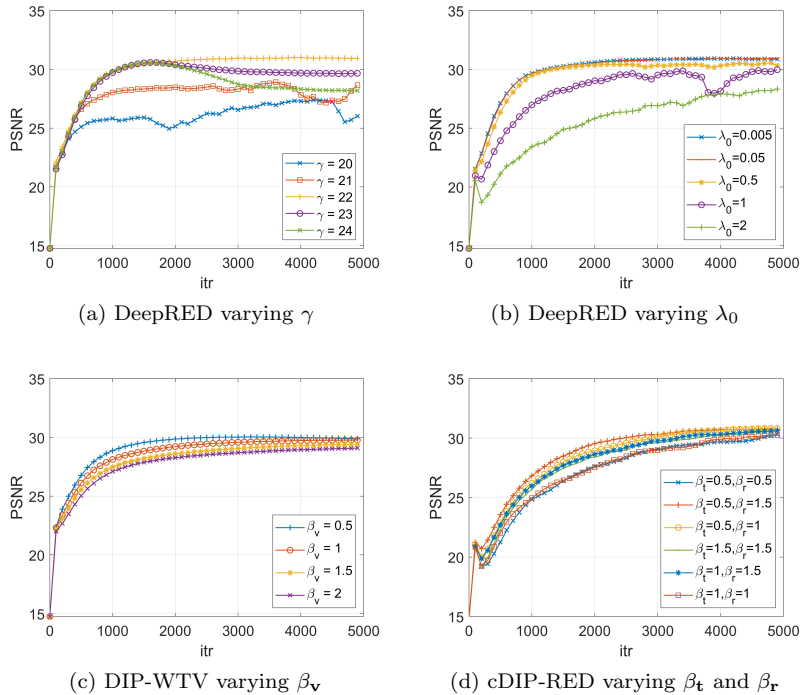 35
30
25
20
15
PSNR
0
1000
2000
3000
4000
5000
itr
γ = 20
γ = 21
γ = 22
γ = 23
γ = 24
(a) DeepRED varying γ
35
30
25
20
15
PSNR
0
1000
2000
3000
4000
5000
itr
λ₀=0.005
λ₀=0.05
λ₀=0.5
λ₀=1
λ₀=2
(b) DeepRED varying λ₀
35
30
25
20
15
PSNR
0
1000
2000
3000
4000
5000
itr
βᵥ = 0.5
βᵥ = 1
βᵥ = 1.5
βᵥ = 2
(c) DIP-WTV varying βᵥ
35
30
25
20
15
PSNR
0
1000
2000
3000
4000
5000
itr
βₜ=0.5,βᵣ=0.5
βₜ=0.5,βᵣ=1.5
βₜ=0.5,βᵣ=1
βₜ=1.5,βᵣ=1.5
βₜ=1,βᵣ=1.5
βₜ=1,βᵣ=1
(d) cDIP-RED varying βₜ and βᵣ